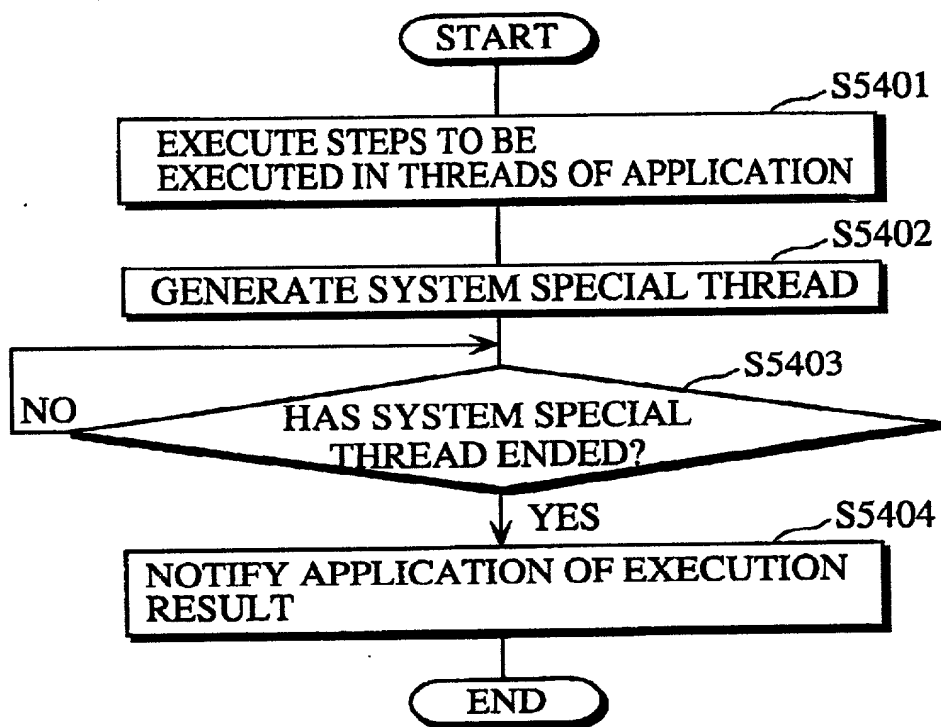 START
S5401
EXECUTE STEPS TO BE
EXECUTED IN THREADS OF APPLICATION
S5402
GENERATE SYSTEM SPECIAL THREAD
S5403
NO
HAS SYSTEM SPECIAL
THREAD ENDED?
YES
S5404
NOTIFY APPLICATION OF EXECUTION
RESULT
END